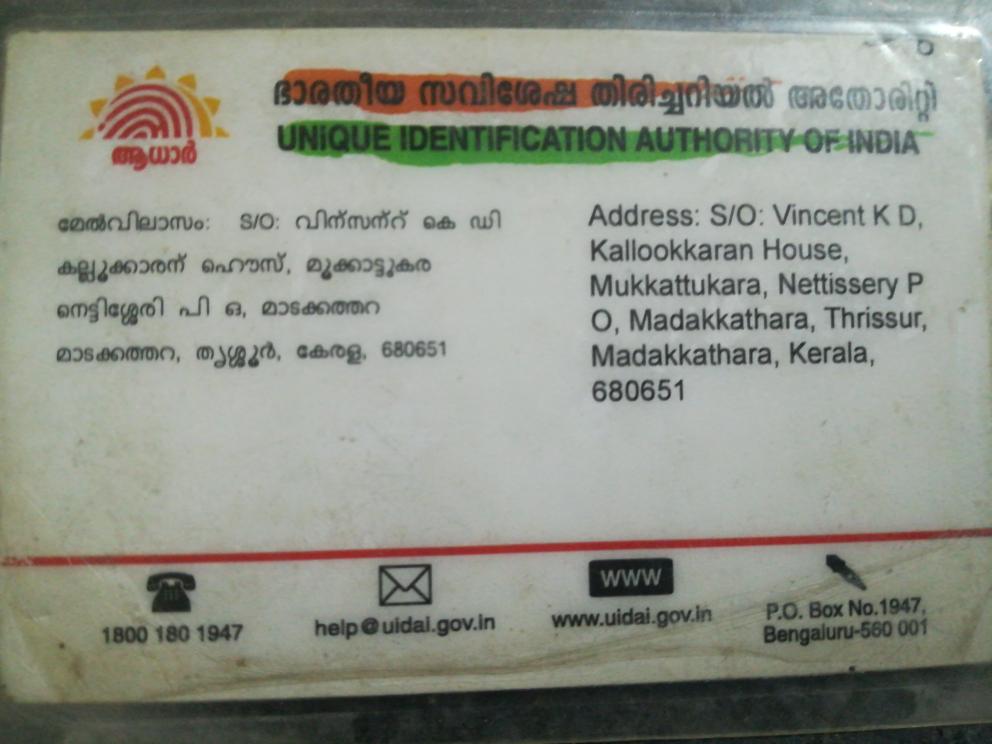 ഭാരതീയ സവിശേഷ തിരിച്ചറിയൽ അതോരിറ്റി
UNIQUE IDENTIFICATION AUTHORITY OF INDIA
ആധാർ
മേൽവിലാസം: S/O: വിന്സന്റ് കെ ഡി
കല്ലൂക്കാരന് ഹൌസ്, മൂക്കാട്ടുകര
നെട്ടിശ്ശേരി പി ഒ, മാടക്കത്തറ
മാടക്കത്തറ, തൃശ്ശൂർ, കേരള, 680651
Address: S/O: Vincent K D,
Kallookkaran House,
Mukkattukara, Nettissery P
O, Madakkathara, Thrissur,
Madakkathara, Kerala,
680651
1800 180 1947
help@uidai.gov.in
WWW
www.uidai.gov.in
P.O. Box No.1947,
Bengaluru-560 001